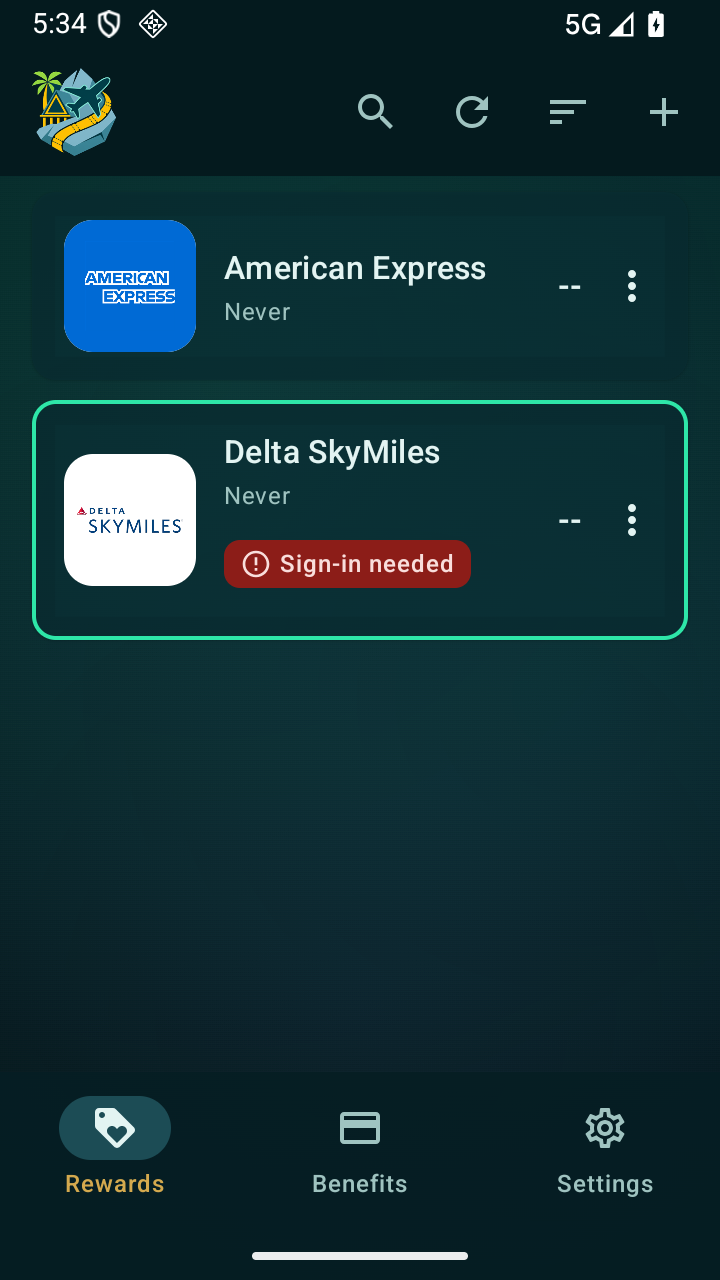 5:34
5G
AMERICAN
EXPRESS
American Express
Never
--
DELTA
SKYMILES
Delta SkyMiles
Never
--
Sign-in needed
Rewards
Benefits
Settings